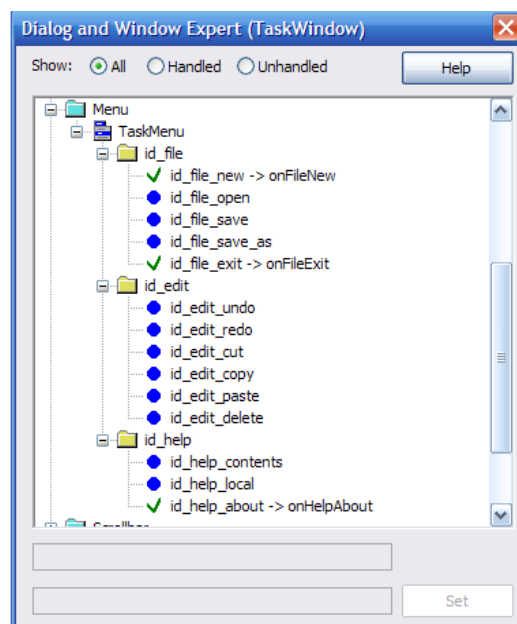 Dialog and Window Expert (TaskWindow)
Show: All Handled Unhandled Help
Menu
TaskMenu
id_file
id_file_new -> onFileNew
id_file_open
id_file_save
id_file_save_as
id_file_exit -> onFileExit
id_edit
id_edit_undo
id_edit_redo
id_edit_cut
id_edit_copy
id_edit_paste
id_edit_delete
id_help
id_help_contents
id_help_local
id_help_about -> onHelpAbout
Scrollbar
Set